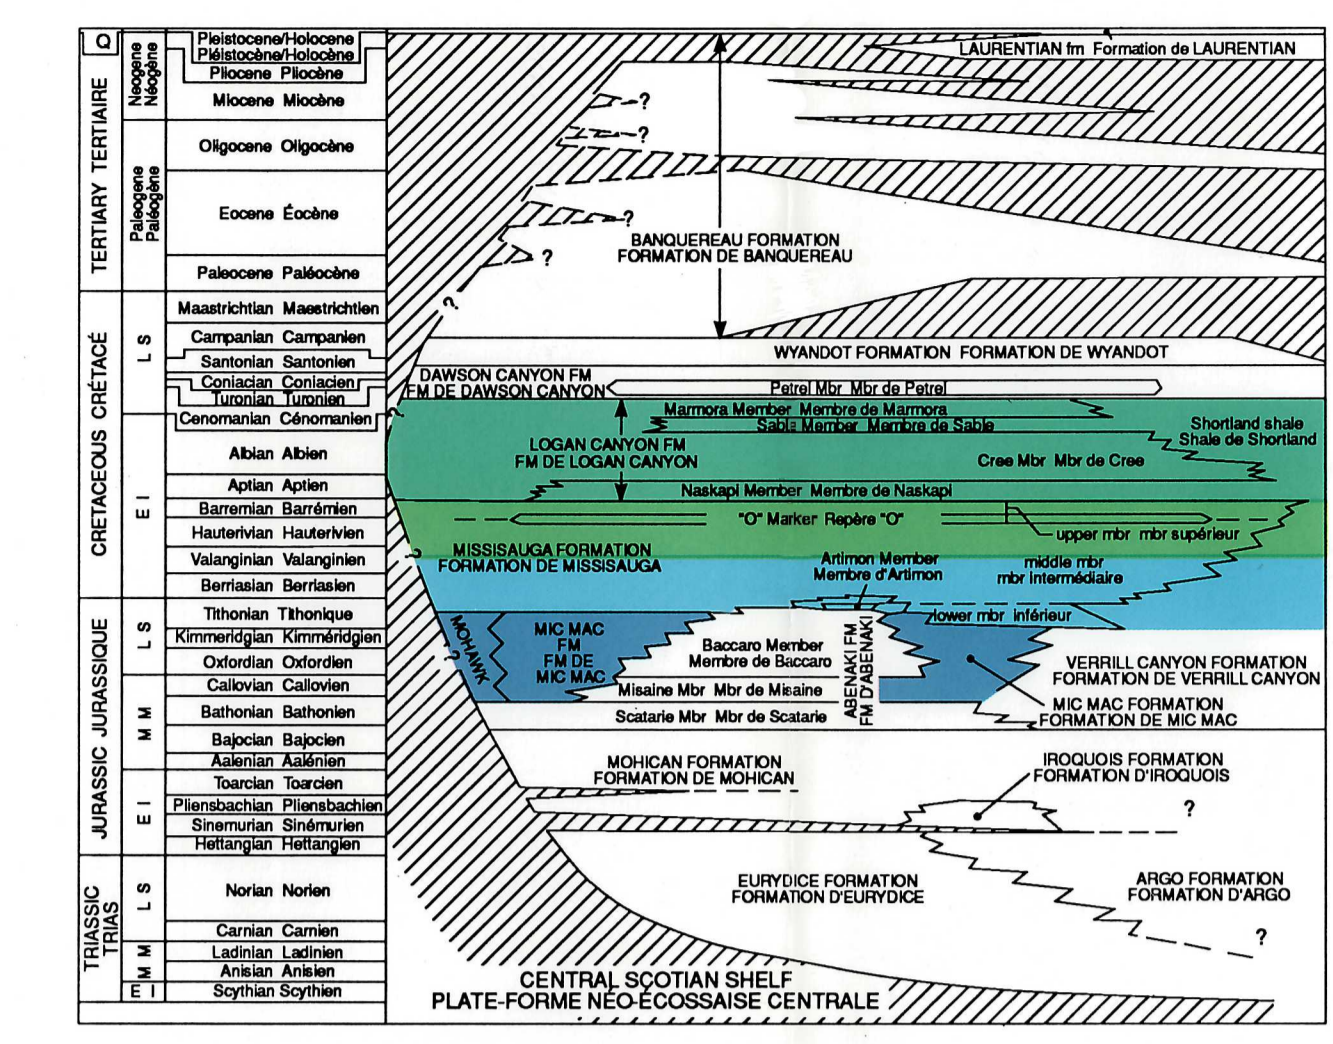 Q
TERTIARY TERTIAIRE
Neogene
Néogène
Paleogene
Paléogène
Pleistocene/Holocene
Pléistocène/Holocène
Pliocene Pliocène
Miocene Miocène
Oligocene Oligocène
Eocene Éocène
Paleocene Paléocène
CRETACEOUS CRÉTACÉ
L S
E I
Maastrichtian Maestrichtien
Campanian Campanien
Santonian Santonien
Coniacian Coniacien
Turonian Turonien
Cenomanian Cénomanien
Albian Albien
Aptian Aptien
Barremian Barrémien
Hauterivian Hauterivien
Valanginian Valanginien
Berriasian Berriasien
JURASSIC JURASSIQUE
L S
M M
E I
Tithonian Tithonique
Kimmeridgian Kimméridgien
Oxfordian Oxfordien
Callovian Callovien
Bathonian Bathonien
Bajocian Bajocien
Aalenian Aalénien
Toarcian Toarcien
Pliensbachian Pliensbachien
Sinemurian Sinémurien
Hettangian Hettangien
TRIASSIC
TRIAS
L S
M M
E I
Norian Norien
Carnian Carnien
Ladinian Ladinien
Anisian Anisien
Scythian Scythien
LAURENTIAN fm Formation de LAURENTIAN
?
?
?
?
BANQUEREAU FORMATION
FORMATION DE BANQUEREAU
?
WYANDOT FORMATION FORMATION DE WYANDOT
DAWSON CANYON FM
FM DE DAWSON CANYON
Petrel Mbr Mbr de Petrel
?
Marmora Member Membre de Marmora
Sable Member Membre de Sable
Shortland shale
Shale de Shortland
LOGAN CANYON FM
FM DE LOGAN CANYON
Cree Mbr Mbr de Cree
Naskapi Member Membre de Naskapi
"O" Marker Repère "O"
upper mbr mbr supérieur
?
MISSISAUGA FORMATION
FORMATION DE MISSISAUGA
Artimon Member
Membre d'Artimon
middle mbr
mbr intermédiaire
lower mbr inférieur
MOHAWK
?
MIC MAC
FM
FM DE
MIC MAC
Baccaro Member
Membre de Baccaro
ABENAKI FM
FM D'ABENAKI
Misaine Mbr Mbr de Misaine
Scatarie Mbr Mbr de Scatarie
VERRILL CANYON FORMATION
FORMATION DE VERRILL CANYON
MIC MAC FORMATION
FORMATION DE MIC MAC
MOHICAN FORMATION
FORMATION DE MOHICAN
IROQUOIS FORMATION
FORMATION D'IROQUOIS
?
EURYDICE FORMATION
FORMATION D'EURYDICE
ARGO FORMATION
FORMATION D'ARGO
?
CENTRAL SCOTIAN SHELF
PLATE-FORME NÉO-ÉCOSSAISE CENTRALE